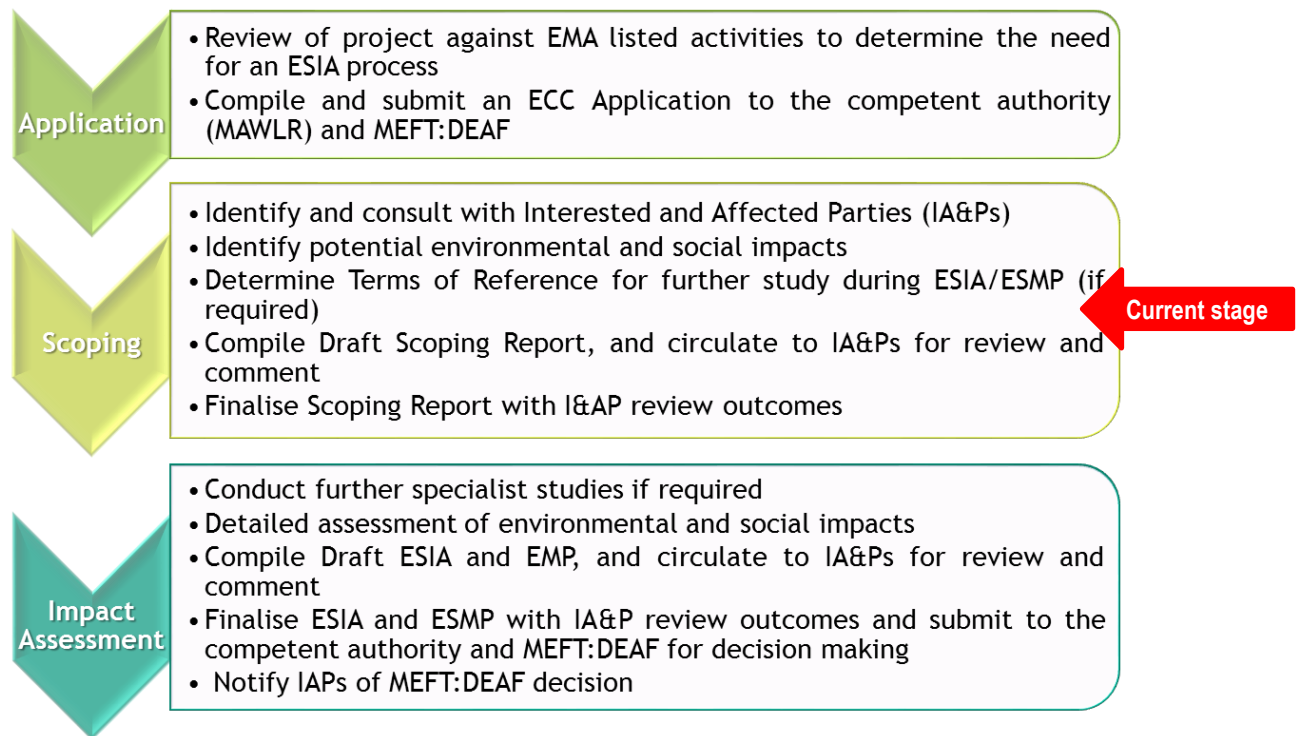 Application
• Review of project against EMA listed activities to determine the need
for an ESIA process
• Compile and submit an ECC Application to the competent authority
(MAWLR) and MEFT:DEAF
Scoping
• Identify and consult with Interested and Affected Parties (IA&Ps)
• Identify potential environmental and social impacts
• Determine Terms of Reference for further study during ESIA/ESMP (if
required)
• Compile Draft Scoping Report, and circulate to IA&Ps for review and
comment
• Finalise Scoping Report with I&AP review outcomes
Current stage
Impact
Assessment
• Conduct further specialist studies if required
• Detailed assessment of environmental and social impacts
• Compile Draft ESIA and EMP, and circulate to IA&Ps for review and
comment
• Finalise ESIA and ESMP with IA&P review outcomes and submit to the
competent authority and MEFT:DEAF for decision making
• Notify IAPs of MEFT:DEAF decision